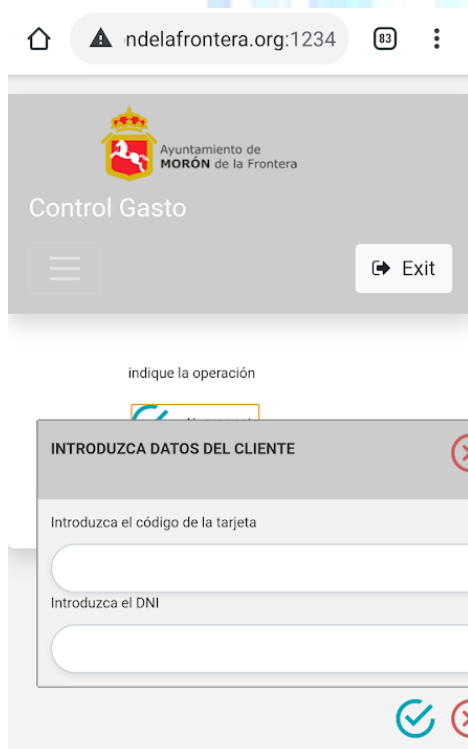 ndelafrontera.org:1234
83
Ayuntamiento de
MORÓN de la Frontera
Control Gasto
Exit
indique la operación
INTRODUZCA DATOS DEL CLIENTE
Introduzca el código de la tarjeta
Introduzca el DNI